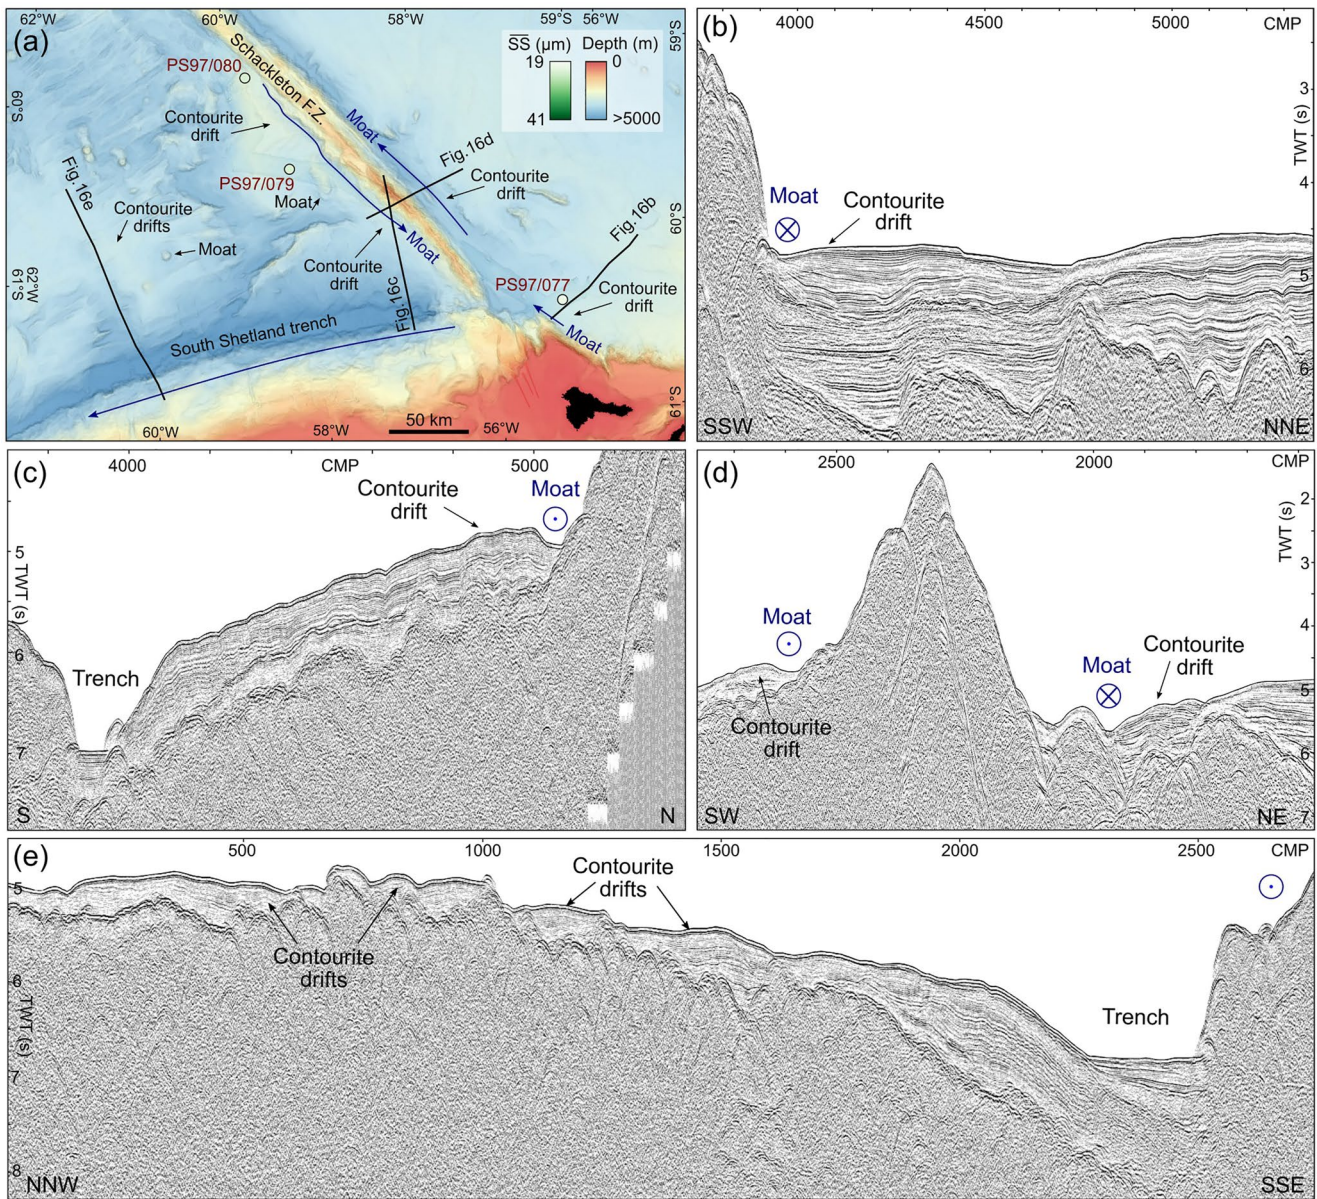 (a)
62°W
60°W
58°W
59°S
56°W
59°S
SS (µm)
Depth (m)
19
0
41
>5000
PS97/080
Schackleton F.Z.
60°S
Contourite
drift
Moat
Fig.16d
Fig.16e
PS97/079
Moat
Contourite
drift
Contourite
drifts
Moat
Fig.16b
60°S
Contourite
drift
Moat
61°S
62°W
PS97/077
Contourite
drift
Fig.16c
South Shetland trench
Moat
50 km
61°S
60°W
58°W
56°W
(b)
4000
4500
5000
CMP
3
TWT (s)
4
Moat
Contourite
drift
5
6
SSW
NNE
(c)
4000
CMP
5000
Contourite
drift
Moat
5
TWT (s)
6
Trench
7
S
N
(d)
2500
2000
CMP
2
TWT (s)
3
4
Moat
Contourite
drift
Moat
5
Contourite
drift
6
SW
NE
7
(e)
500
1000
1500
2000
2500
CMP
Contourite
drifts
5
Contourite
drifts
6
TWT (s)
Trench
7
8
NNW
SSE